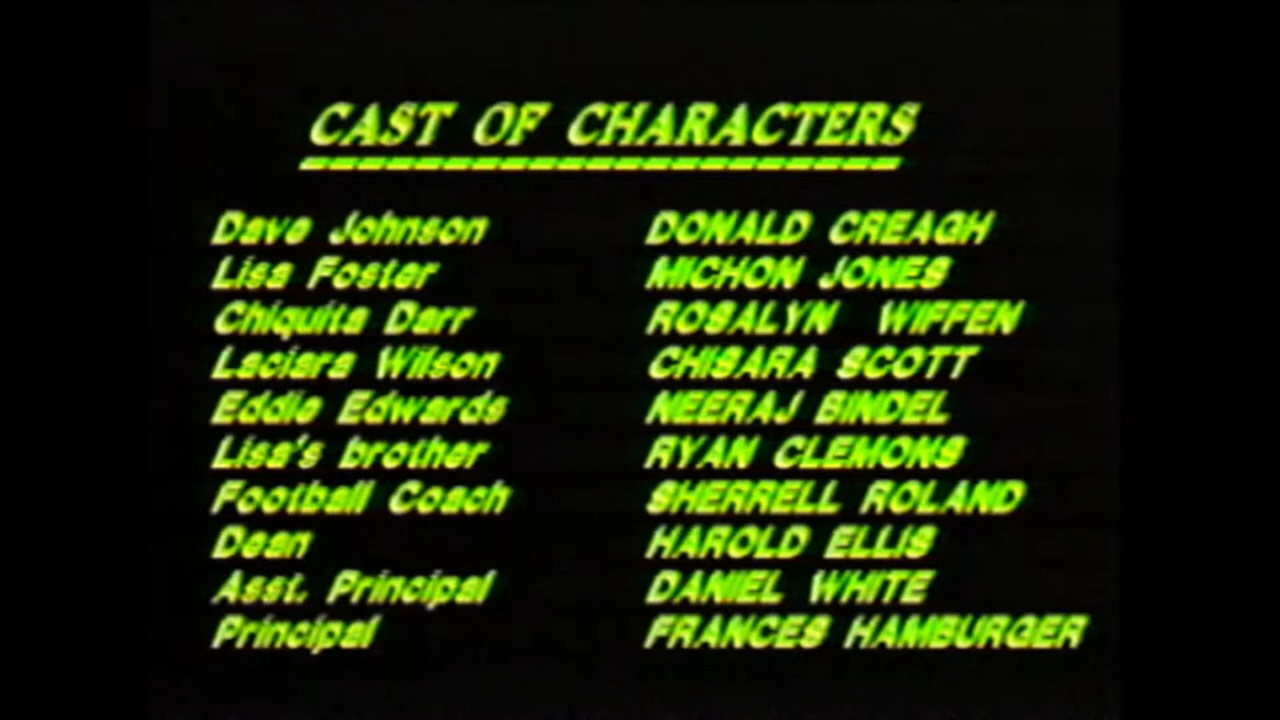 CAST OF CHARACTERS
Dave Johnson DONALD CREAGH
Lisa Foster MICHON JONES
Chiquita Darr ROSALYN WIFFEN
Laciara Wilson CHISARA SCOTT
Eddie Edwards NEERAJ BINDEL
Lisa's brother RYAN CLEMONS
Football Coach SHERRELL ROLAND
Dean HAROLD ELLIS
Asst. Principal DANIEL WHITE
Principal FRANCES HAMBURGER